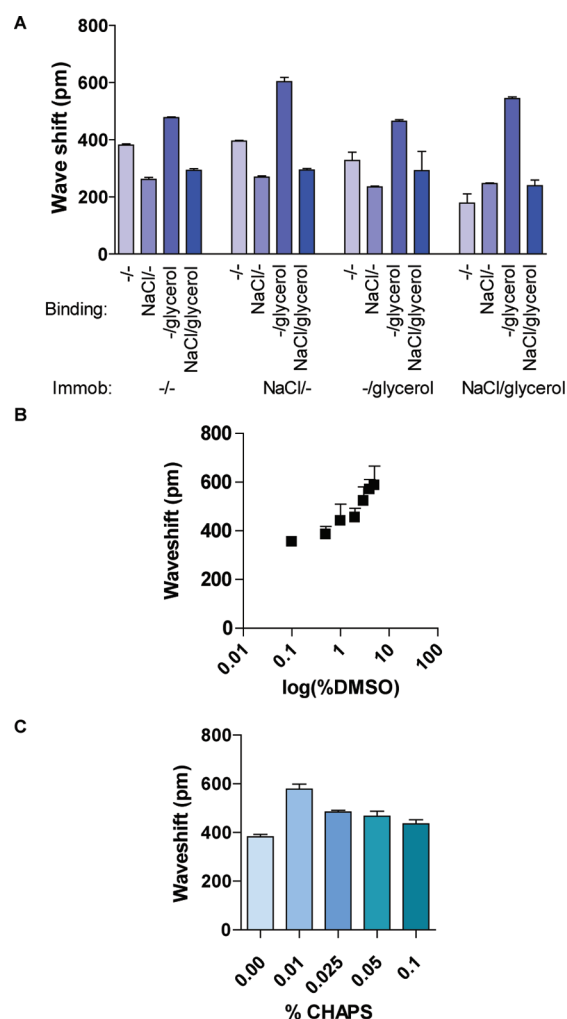 A
Wave shift (pm)
800
600
400
200
0
Binding:
-/-
NaCl/-
-/glycerol
NaCl/glycerol
-/-
NaCl/-
-/glycerol
NaCl/glycerol
-/-
NaCl/-
-/glycerol
NaCl/glycerol
-/-
NaCl/-
-/glycerol
NaCl/glycerol
Immob: -/- NaCl/- -/glycerol NaCl/glycerol
B
Waveshift (pm)
800
600
400
200
0
0.01 0.1 1 10 100
log(%DMSO)
C
Waveshift (pm)
800
600
400
200
0
0.00 0.01 0.025 0.05 0.1
% CHAPS